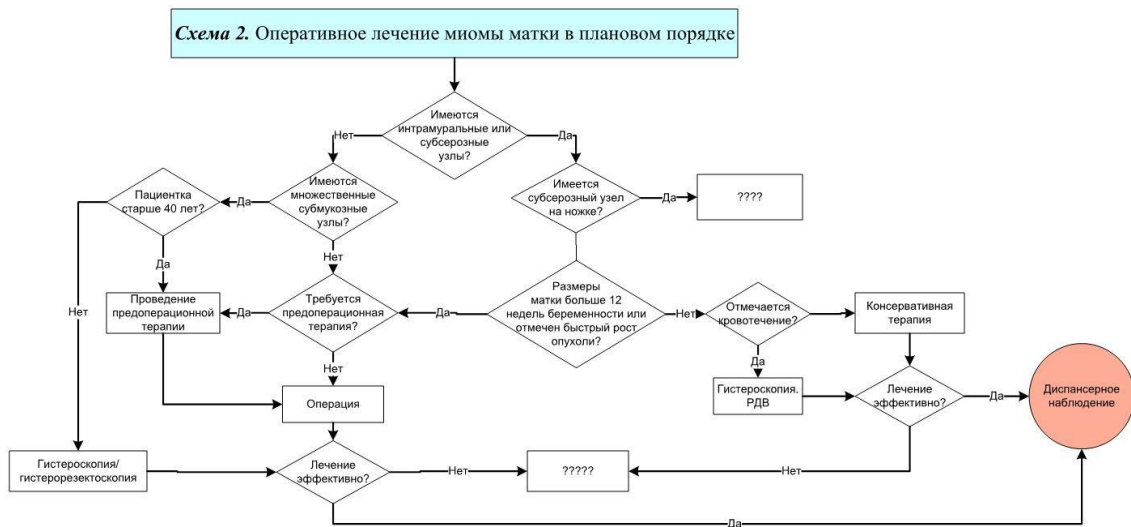 Схема 2. Оперативное лечение миомы матки в плановом порядке
Имеются
интрамуральные или
субсерозные
узлы?
Нет
Да
Пациентка
старше 40 лет?
Да
Имеются
множественные
субмукозные
узлы?
Имеется
субсерозный узел
на ножке?
Да
????
Да
Нет
Нет
Проведение
предоперационной
терапии
Да
Требуется
предоперационная
терапия?
Да
Размеры
матки больше 12
недель беременности или
отмечен быстрый рост
опухоли?
Нет
Отмечается
кровотечение?
Консервативная
терапия
Нет
Да
Операция
Гистероскопия.
РДВ
Лечение
эффективно?
Да
Диспансерное
наблюдение
Гистероскопия/
гистерорезектоскопия
Лечение
эффективно?
Нет
?????
Нет
Да